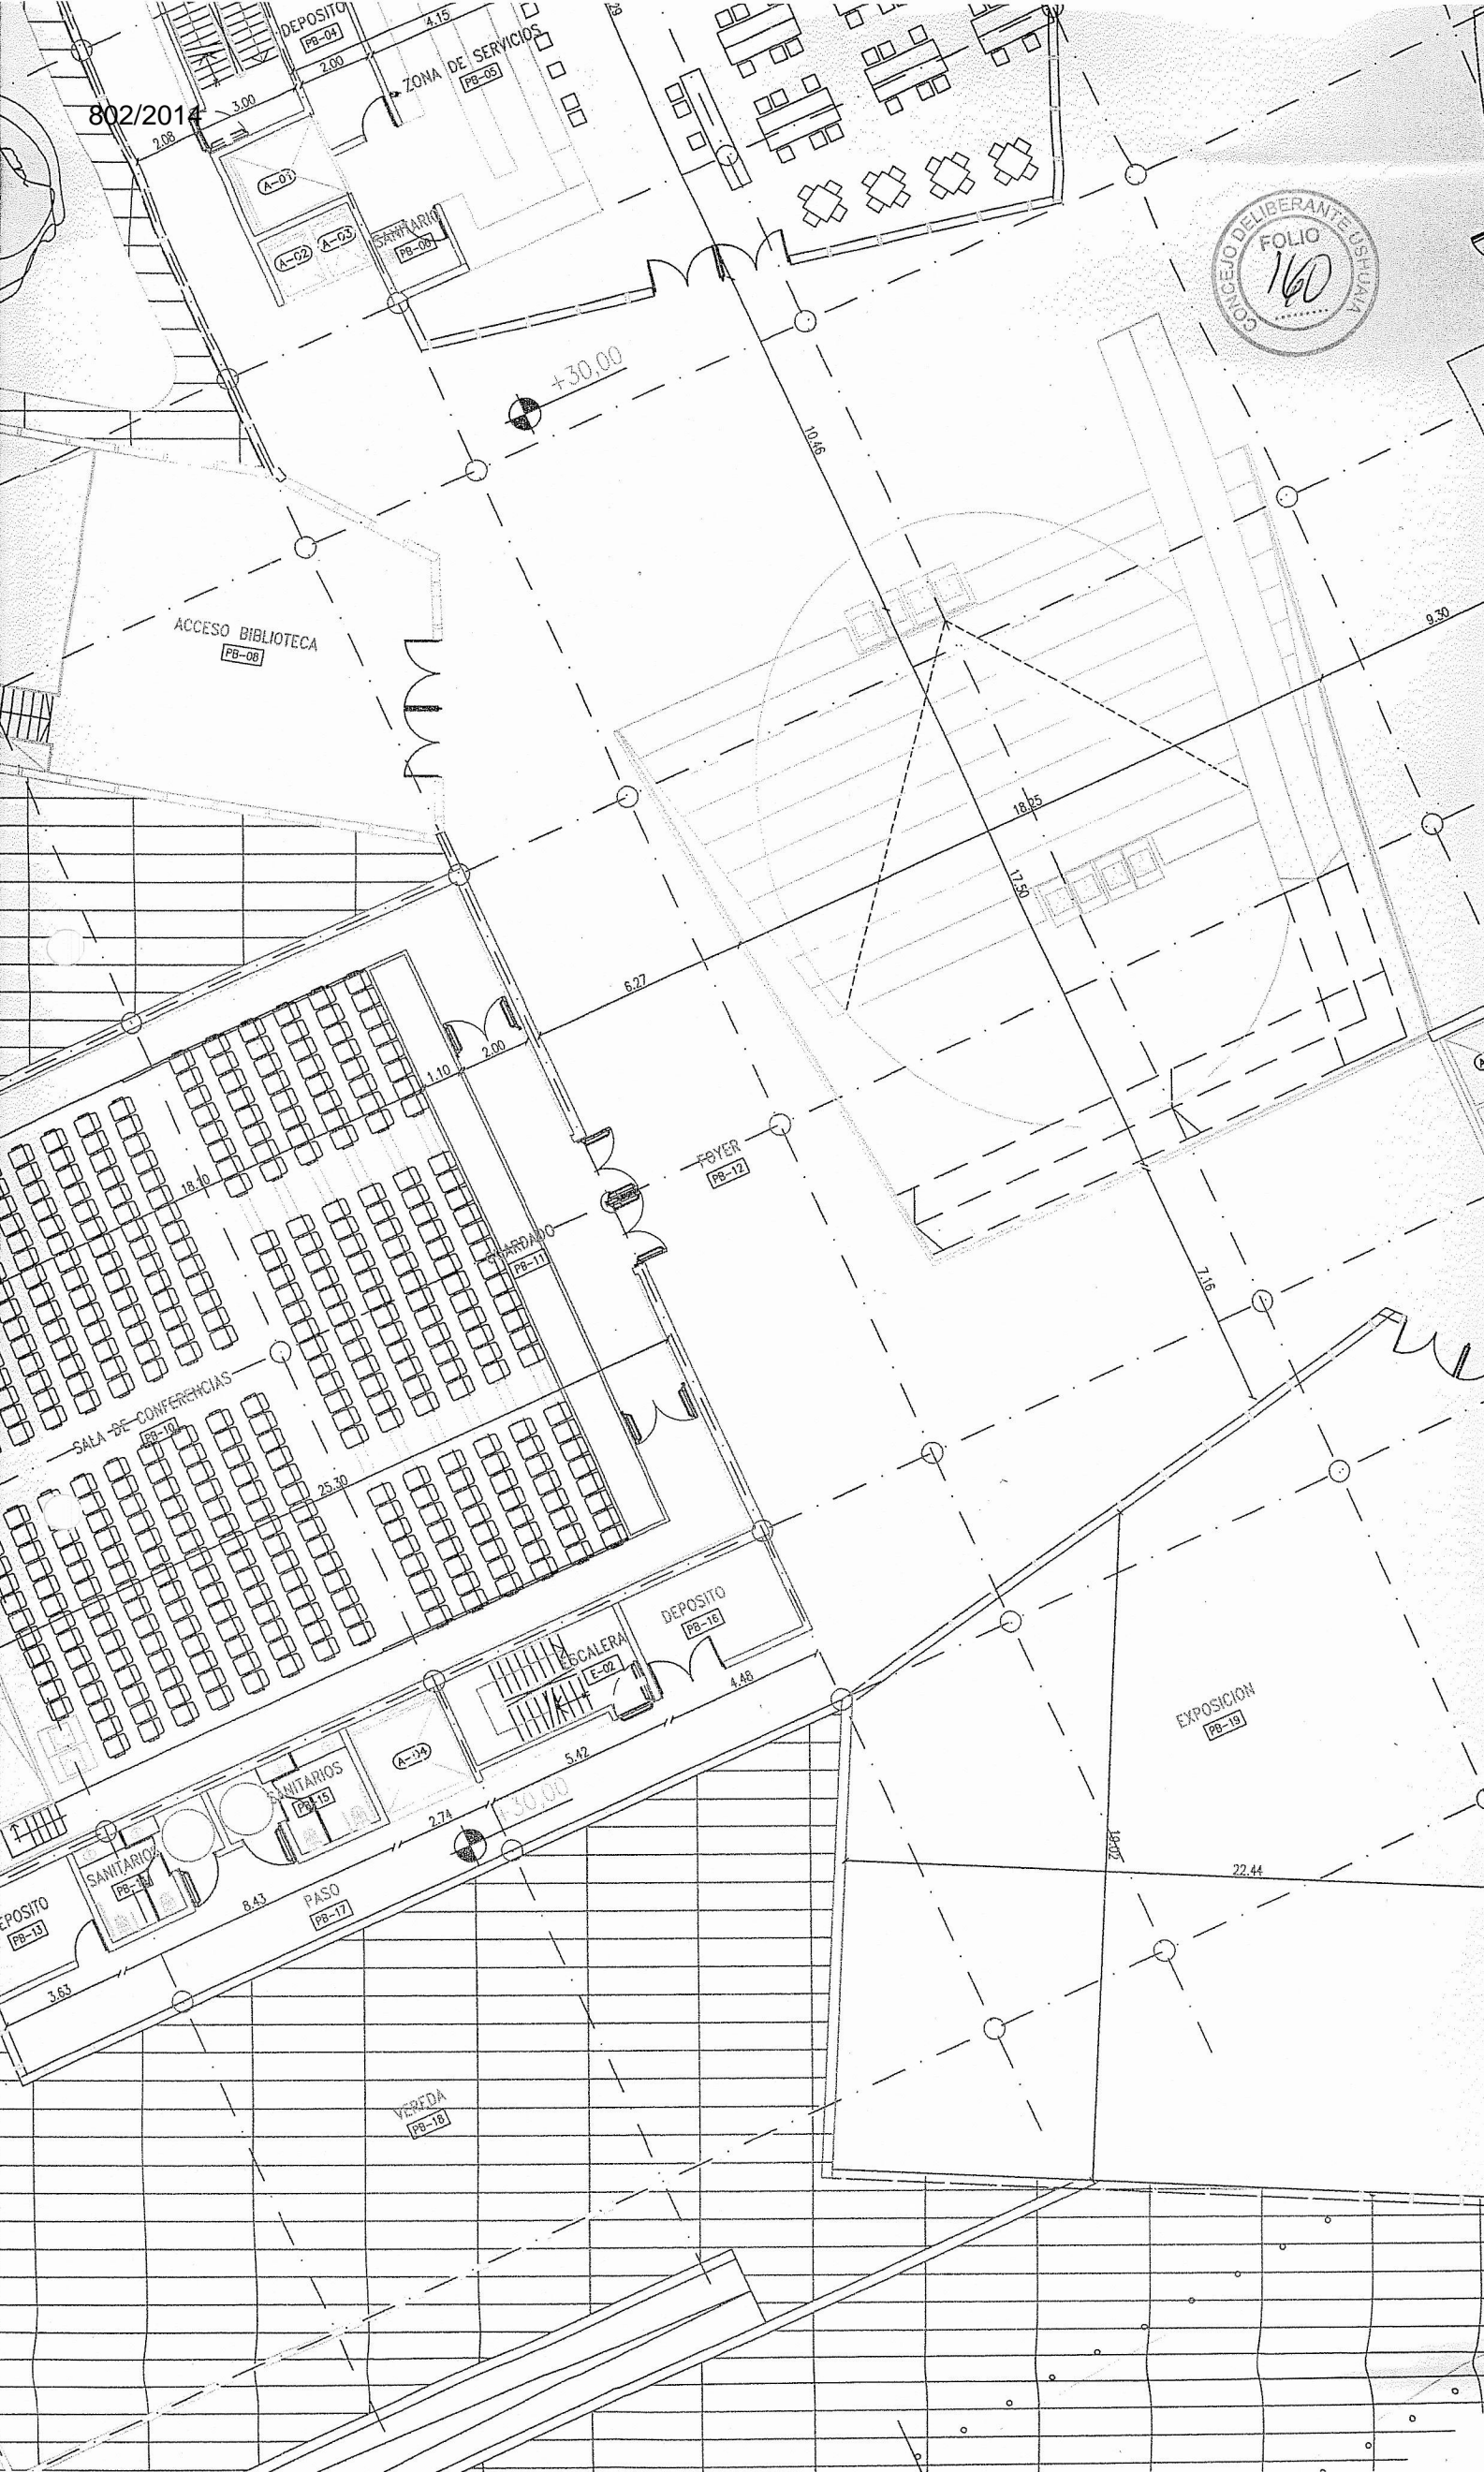 DEPOSITO
PB-04
4.15
2.00
ZONA DE SERVICIOS
PB-05
802/2014
3.00
2.08
A-01
A-02
A-03
SANITARIO
CONCEJO DELIBERANTE USHUAIA
FOLIO
160
+30,00
10.46
ACCESO BIBLIOTECA
PB-08
9.30
18.25
17.50
6.27
2.00
1.10
FOYER
PB-12
18.10
GUARDADO
PB-11
7.16
SALA DE CONFERENCIAS
PB-10
25.30
DEPOSITO
PB-16
ESCALERA
E-02
4.48
EXPOSICION
PB-19
5.42
A-04
SANITARIOS
PB-15
+30,00
2.74
19.02
22.44
SANITARIOS
8.43
PASO
PB-17
EPOSITO
PB-13
3.63
VEREDA
PB-18